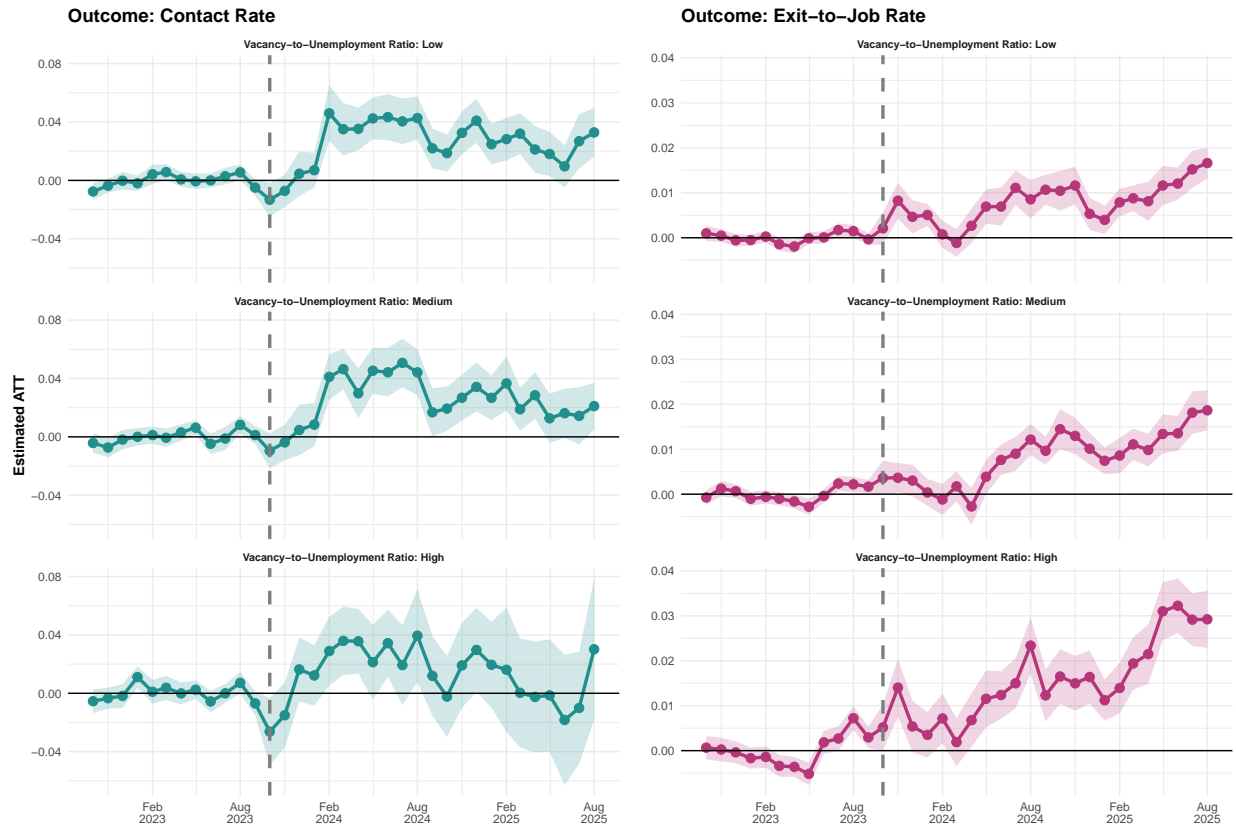 Outcome: Contact Rate
Vacancy−to−Unemployment Ratio: Low
0.08
0.04
0.00
−0.04
Vacancy−to−Unemployment Ratio: Medium
0.08
0.04
0.00
−0.04
Vacancy−to−Unemployment Ratio: High
0.08
0.04
0.00
−0.04
Feb
2023
Aug
2023
Feb
2024
Aug
2024
Feb
2025
Aug
2025
Estimated ATT
Outcome: Exit−to−Job Rate
Vacancy−to−Unemployment Ratio: Low
0.04
0.03
0.02
0.01
0.00
Vacancy−to−Unemployment Ratio: Medium
0.04
0.03
0.02
0.01
0.00
Vacancy−to−Unemployment Ratio: High
0.04
0.03
0.02
0.01
0.00
Feb
2023
Aug
2023
Feb
2024
Aug
2024
Feb
2025
Aug
2025